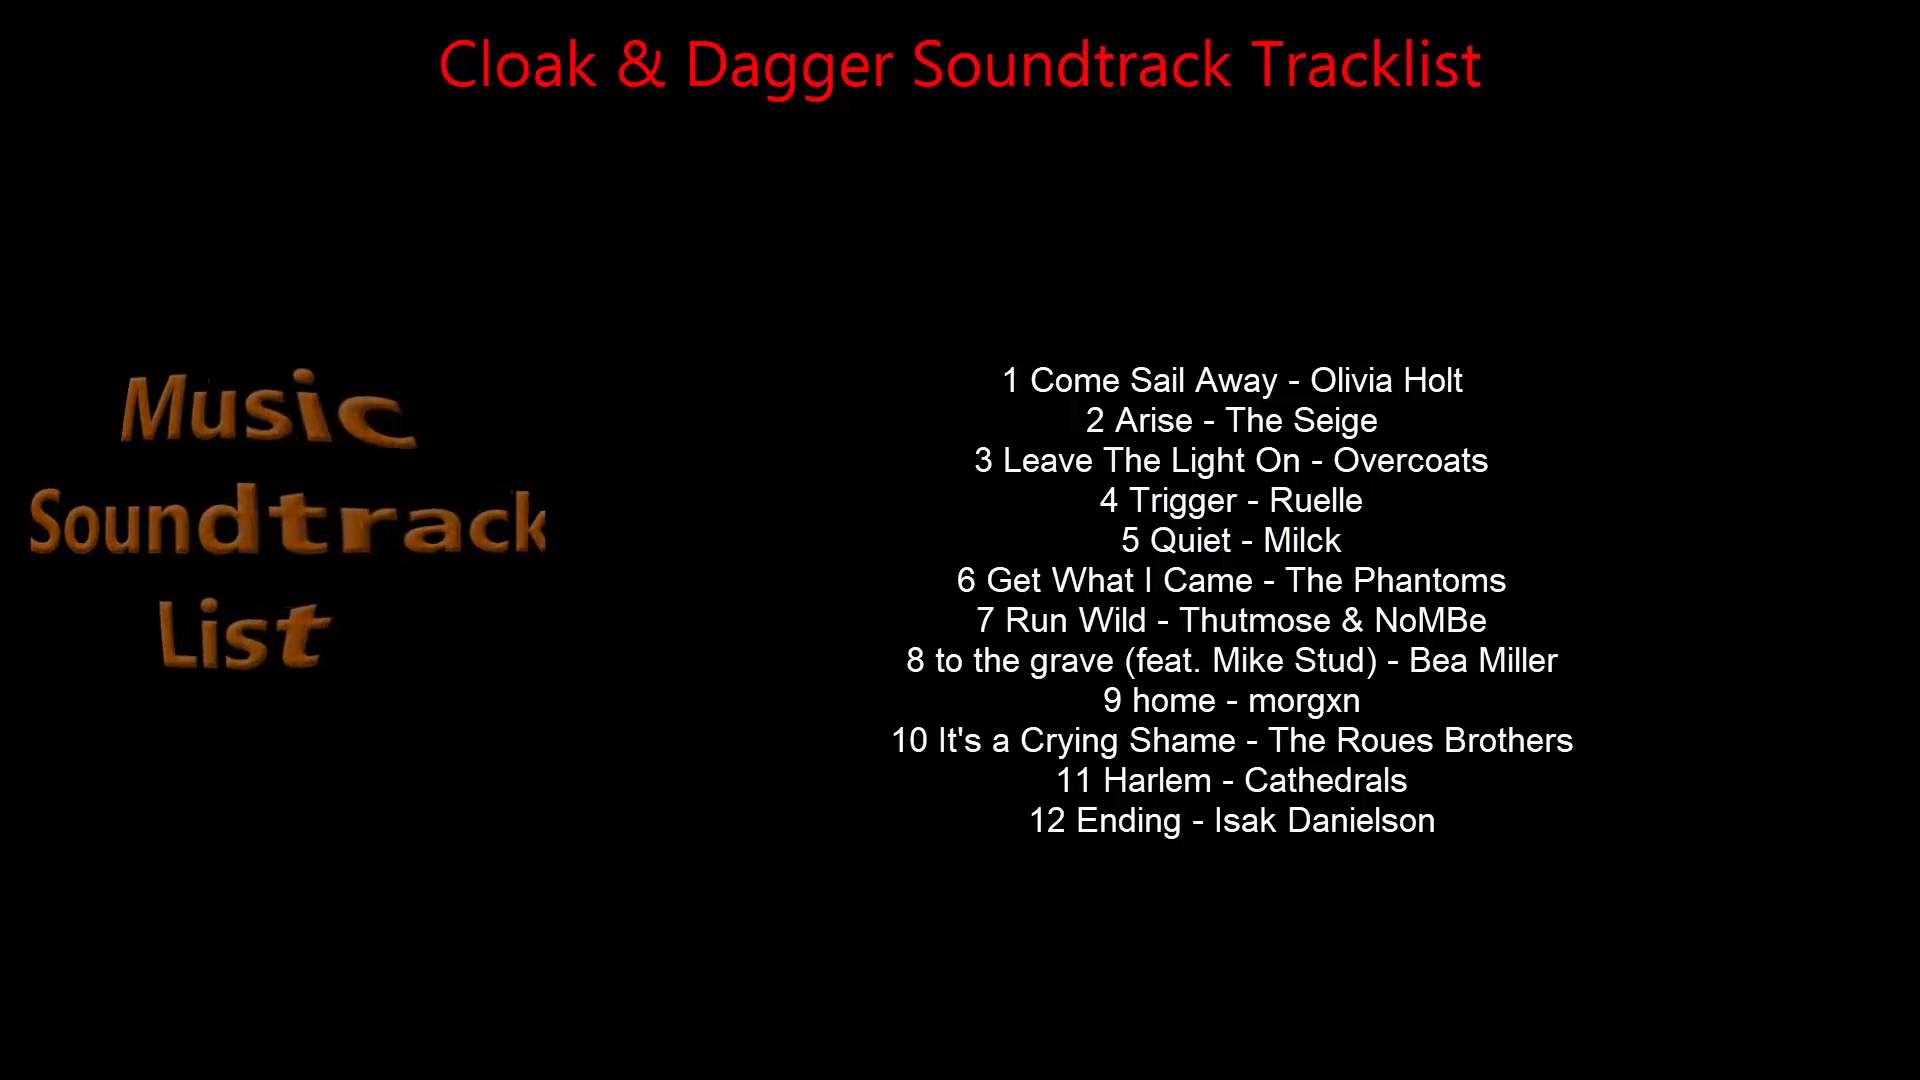 Cloak & Dagger Soundtrack Tracklist
Music
Soundtrack
List
1 Come Sail Away - Olivia Holt
2 Arise - The Seige
3 Leave The Light On - Overcoats
4 Trigger - Ruelle
5 Quiet - Milck
6 Get What I Came - The Phantoms
7 Run Wild - Thutmose & NoMBe
8 to the grave (feat. Mike Stud) - Bea Miller
9 home - morgxn
10 It's a Crying Shame - The Roues Brothers
11 Harlem - Cathedrals
12 Ending - Isak Danielson